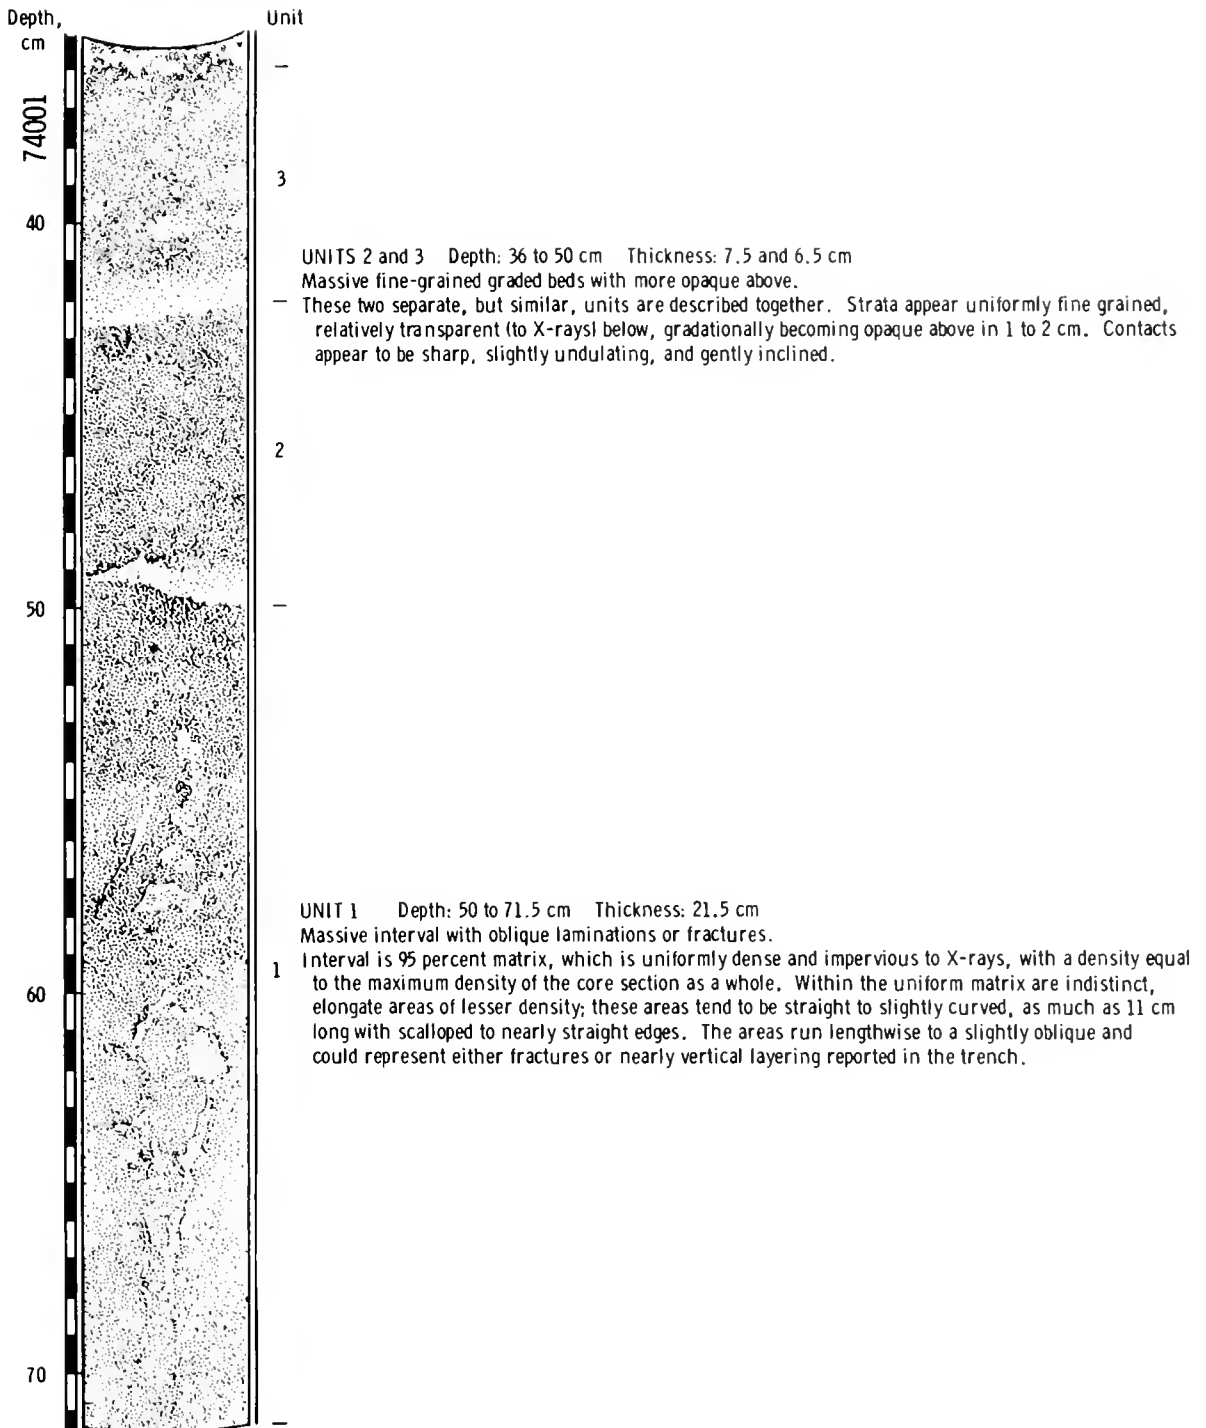 Depth,
cm
Unit
74001
3
40
UNITS 2 and 3 Depth: 36 to 50 cm Thickness: 7.5 and 6.5 cm
Massive fine-grained graded beds with more opaque above.
These two separate, but similar, units are described together. Strata appear uniformly fine grained,
relatively transparent (to X-rays) below, gradationally becoming opaque above in 1 to 2 cm. Contacts
appear to be sharp, slightly undulating, and gently inclined.
2
50
UNIT 1 Depth: 50 to 71.5 cm Thickness: 21.5 cm
Massive interval with oblique laminations or fractures.
Interval is 95 percent matrix, which is uniformly dense and impervious to X-rays, with a density equal
1
to the maximum density of the core section as a whole. Within the uniform matrix are indistinct,
60
elongate areas of lesser density; these areas tend to be straight to slightly curved, as much as 11 cm
long with scalloped to nearly straight edges. The areas run lengthwise to a slightly oblique and
could represent either fractures or nearly vertical layering reported in the trench.
70